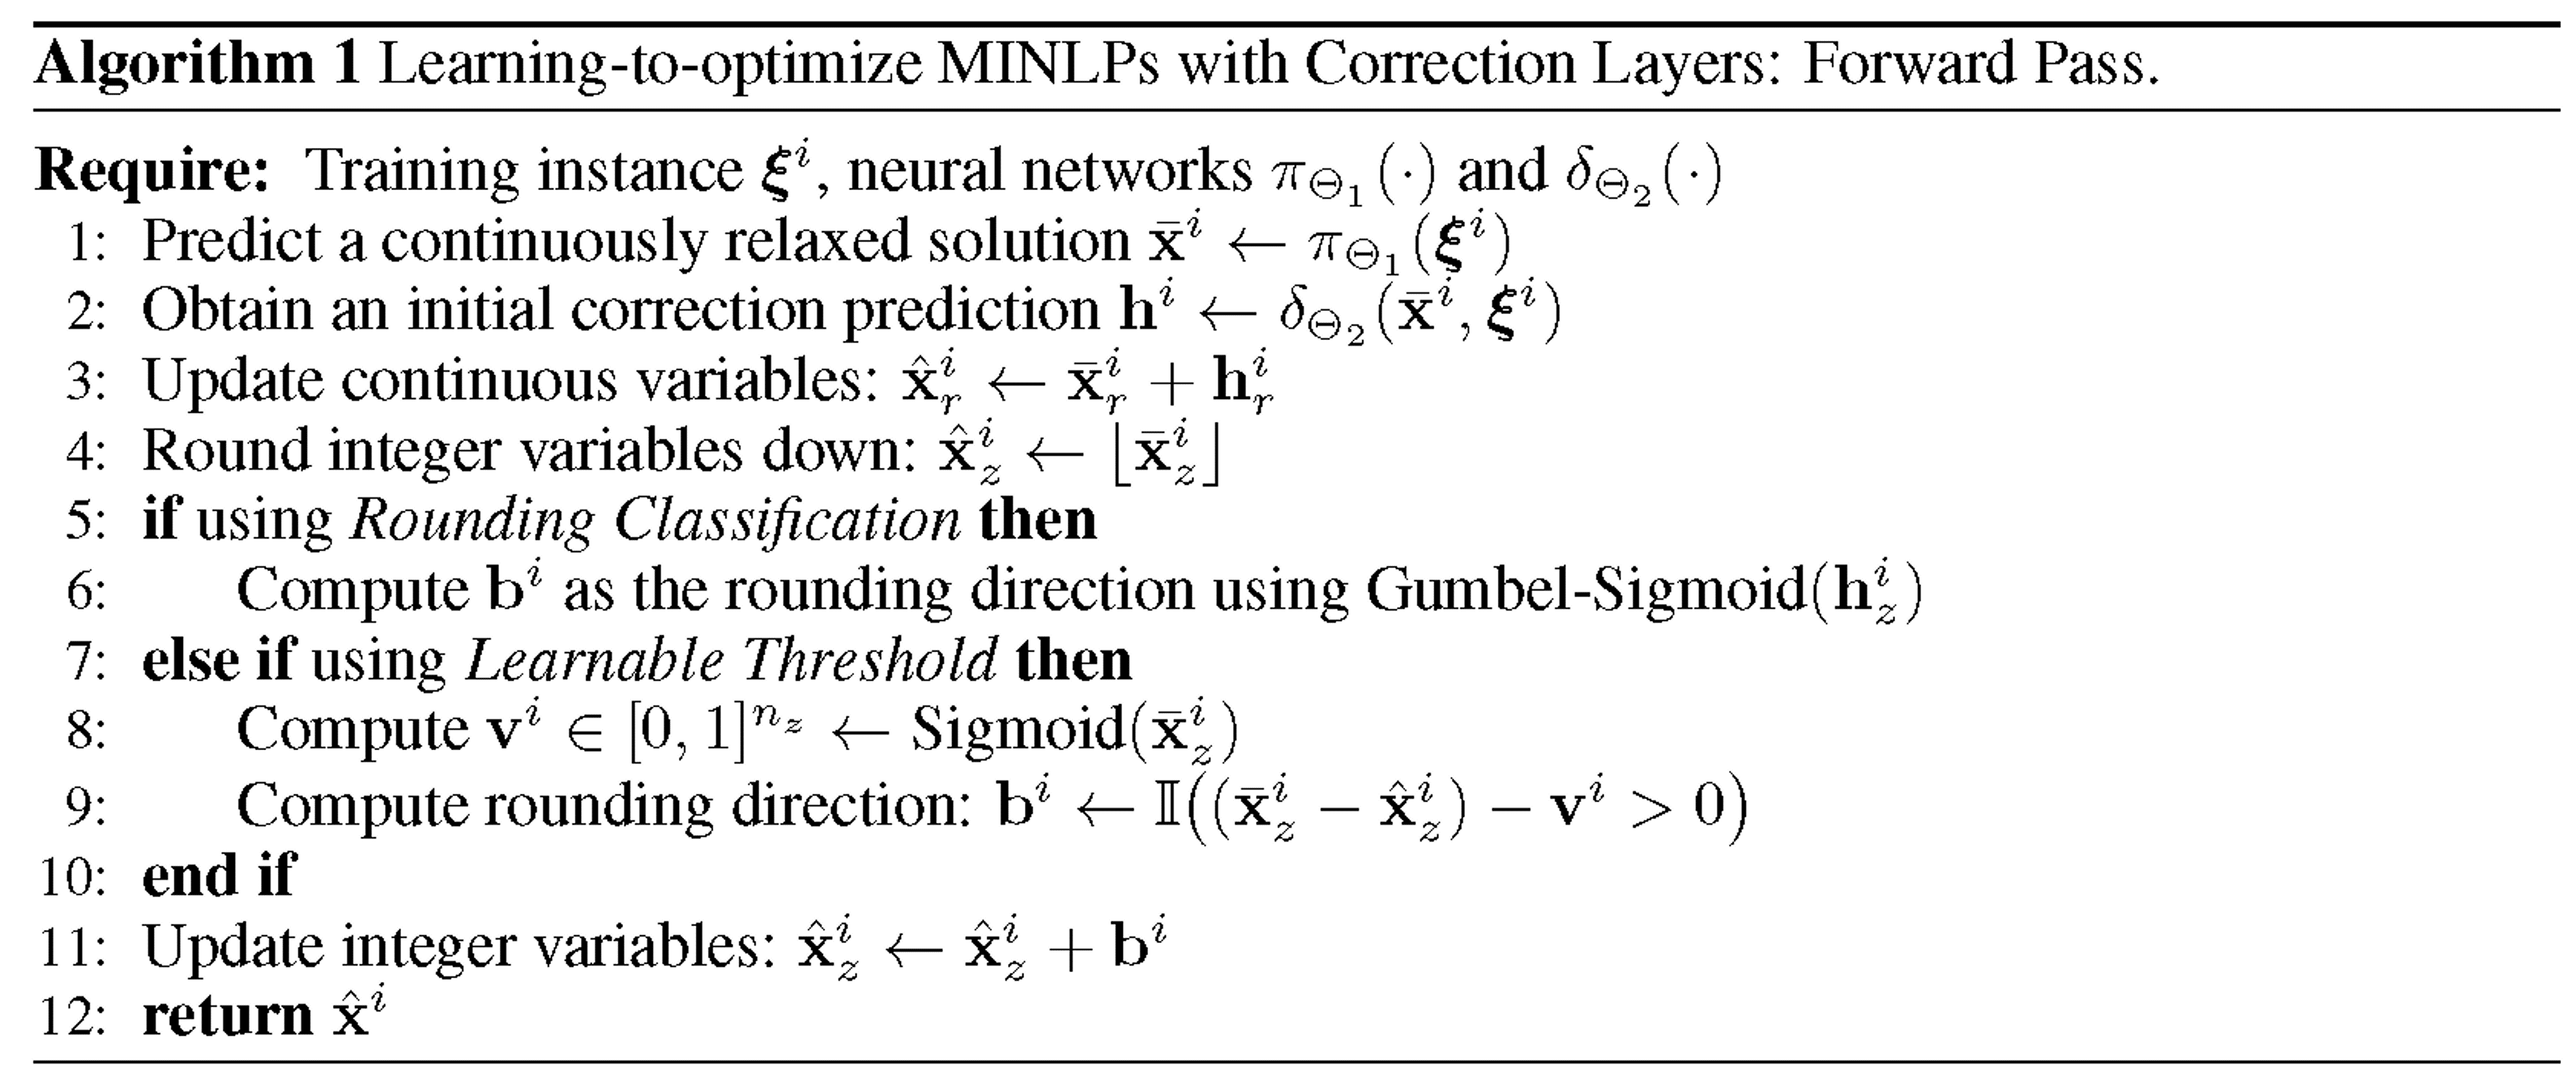 Algorithm 1 Learning-to-optimize MINLPs with Correction Layers: Forward Pass.
Require: Training instance $\boldsymbol{\xi}^i$, neural networks $\pi_{\Theta_1}(\cdot)$ and $\delta_{\Theta_2}(\cdot)$
1: Predict a continuously relaxed solution $\bar{\mathbf{x}}^i \leftarrow \pi_{\Theta_1}(\boldsymbol{\xi}^i)$
2: Obtain an initial correction prediction $\mathbf{h}^i \leftarrow \delta_{\Theta_2}(\bar{\mathbf{x}}^i, \boldsymbol{\xi}^i)$
3: Update continuous variables: $\hat{\mathbf{x}}_r^i \leftarrow \bar{\mathbf{x}}_r^i + \mathbf{h}_r^i$
4: Round integer variables down: $\hat{\mathbf{x}}_z^i \leftarrow \lfloor \bar{\mathbf{x}}_z^i \rfloor$
5: if using Rounding Classification then
6: Compute $\mathbf{b}^i$ as the rounding direction using Gumbel-Sigmoid$(\mathbf{h}_z^i)$
7: else if using Learnable Threshold then
8: Compute $\mathbf{v}^i \in [0, 1]^{n_z} \leftarrow$ Sigmoid$(\bar{\mathbf{x}}_z^i)$
9: Compute rounding direction: $\mathbf{b}^i \leftarrow \mathbb{I}\big((\bar{\mathbf{x}}_z^i - \hat{\mathbf{x}}_z^i) - \mathbf{v}^i > 0\big)$
10: end if
11: Update integer variables: $\hat{\mathbf{x}}_z^i \leftarrow \hat{\mathbf{x}}_z^i + \mathbf{b}^i$
12: return $\hat{\mathbf{x}}^i$